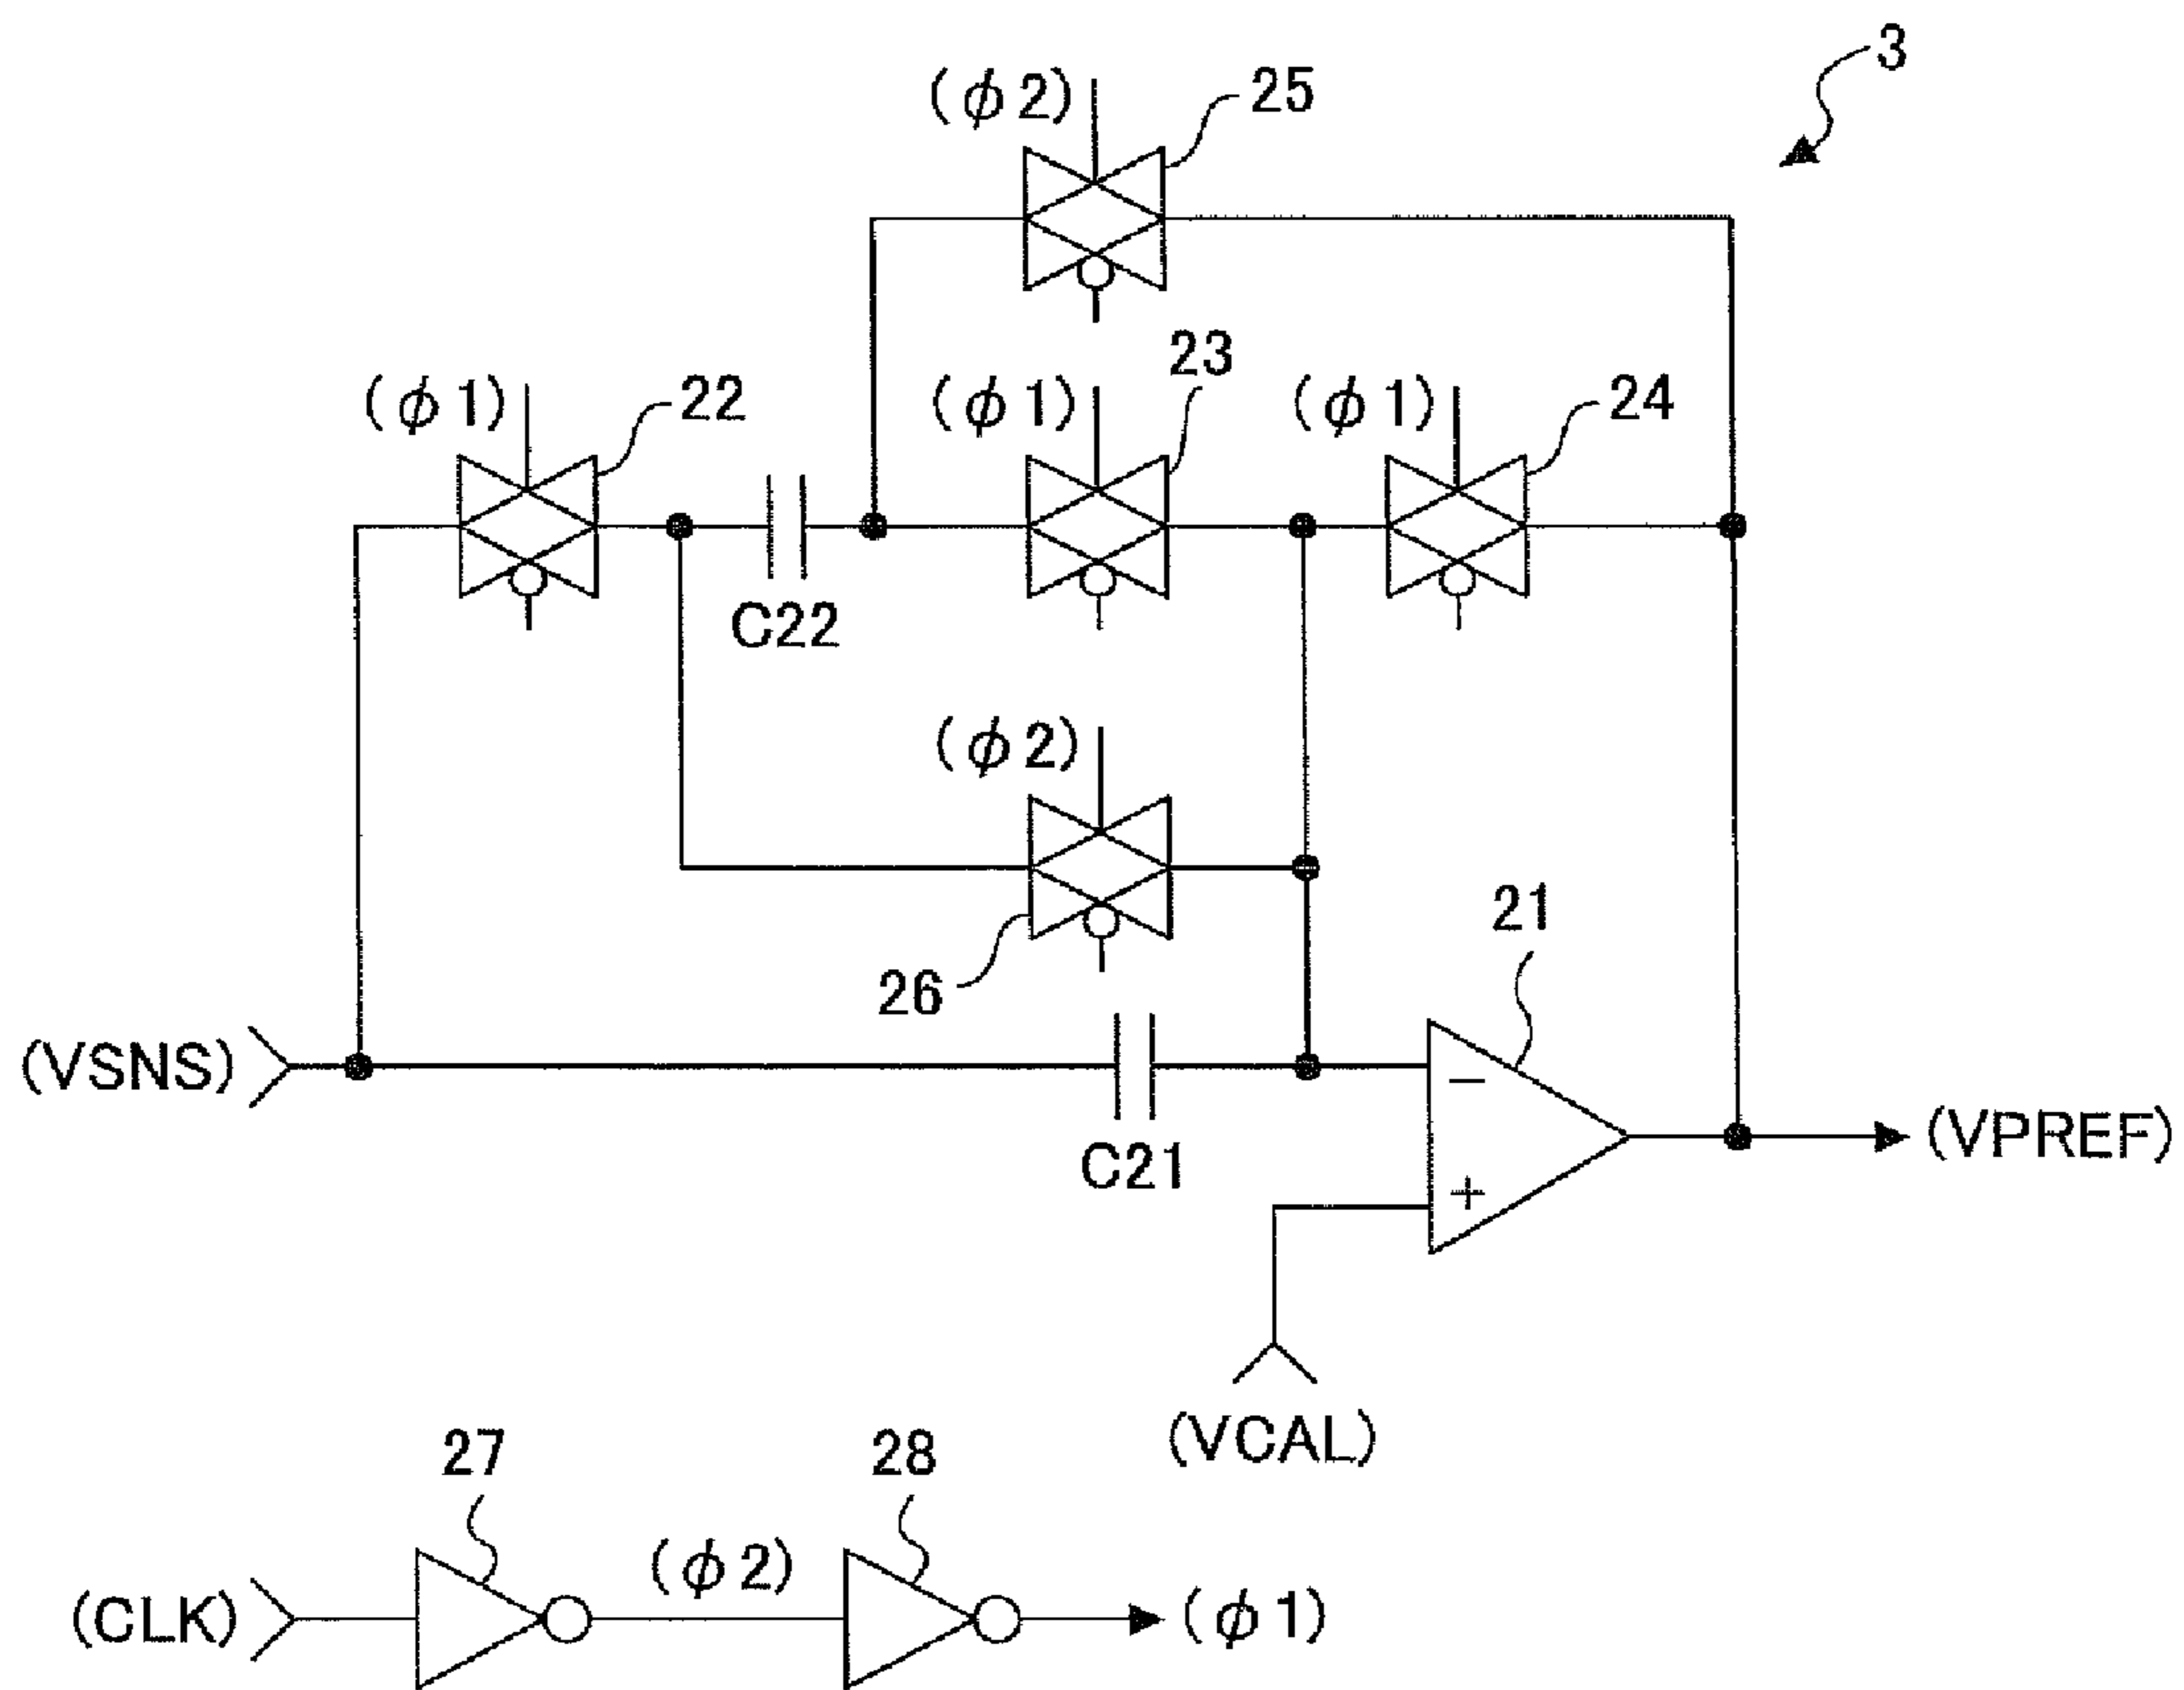 3
(ϕ2)
25
23
(ϕ1)
22
(ϕ1)
(ϕ1)
24
C22
(ϕ2)
21
26
(VSNS)
−
C21
(VPREF)
+
(VCAL)
27
28
(ϕ2)
(CLK)
(ϕ1)